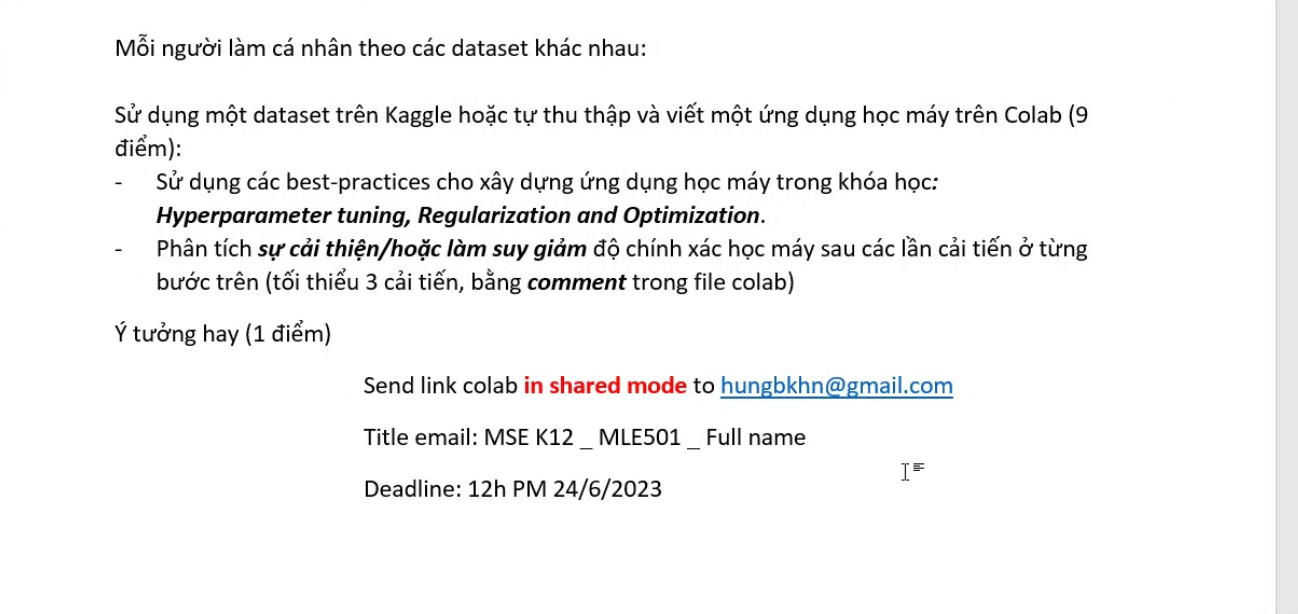 Mỗi người làm cá nhân theo các dataset khác nhau:
Sử dụng một dataset trên Kaggle hoặc tự thu thập và viết một ứng dụng học máy trên Colab (9
điểm):
- Sử dụng các best-practices cho xây dựng ứng dụng học máy trong khóa học:
Hyperparameter tuning, Regularization and Optimization.
- Phân tích sự cải thiện/hoặc làm suy giảm độ chính xác học máy sau các lần cải tiến ở từng
bước trên (tối thiểu 3 cải tiến, bằng comment trong file colab)
Ý tưởng hay (1 điểm)
Send link colab in shared mode to hungbkhn@gmail.com
Title email: MSE K12 _ MLE501 _ Full name
Deadline: 12h PM 24/6/2023